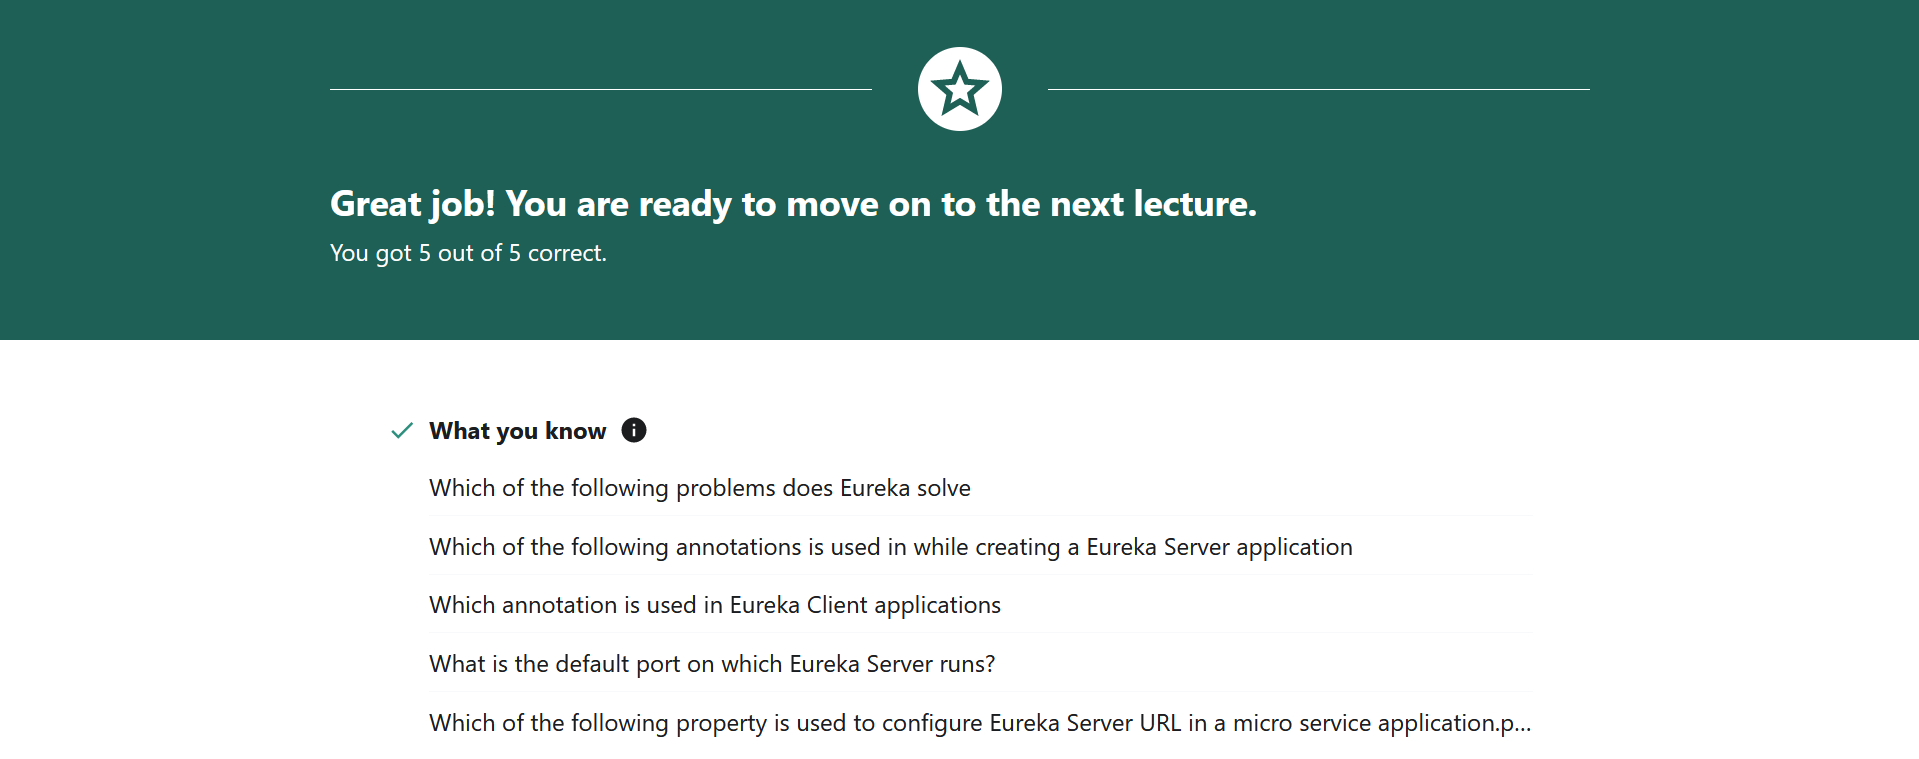 Great job! You are ready to move on to the next lecture.
You got 5 out of 5 correct.
What you know
Which of the following problems does Eureka solve
Which of the following annotations is used in while creating a Eureka Server application
Which annotation is used in Eureka Client applications
What is the default port on which Eureka Server runs?
Which of the following property is used to configure Eureka Server URL in a micro service application.p...